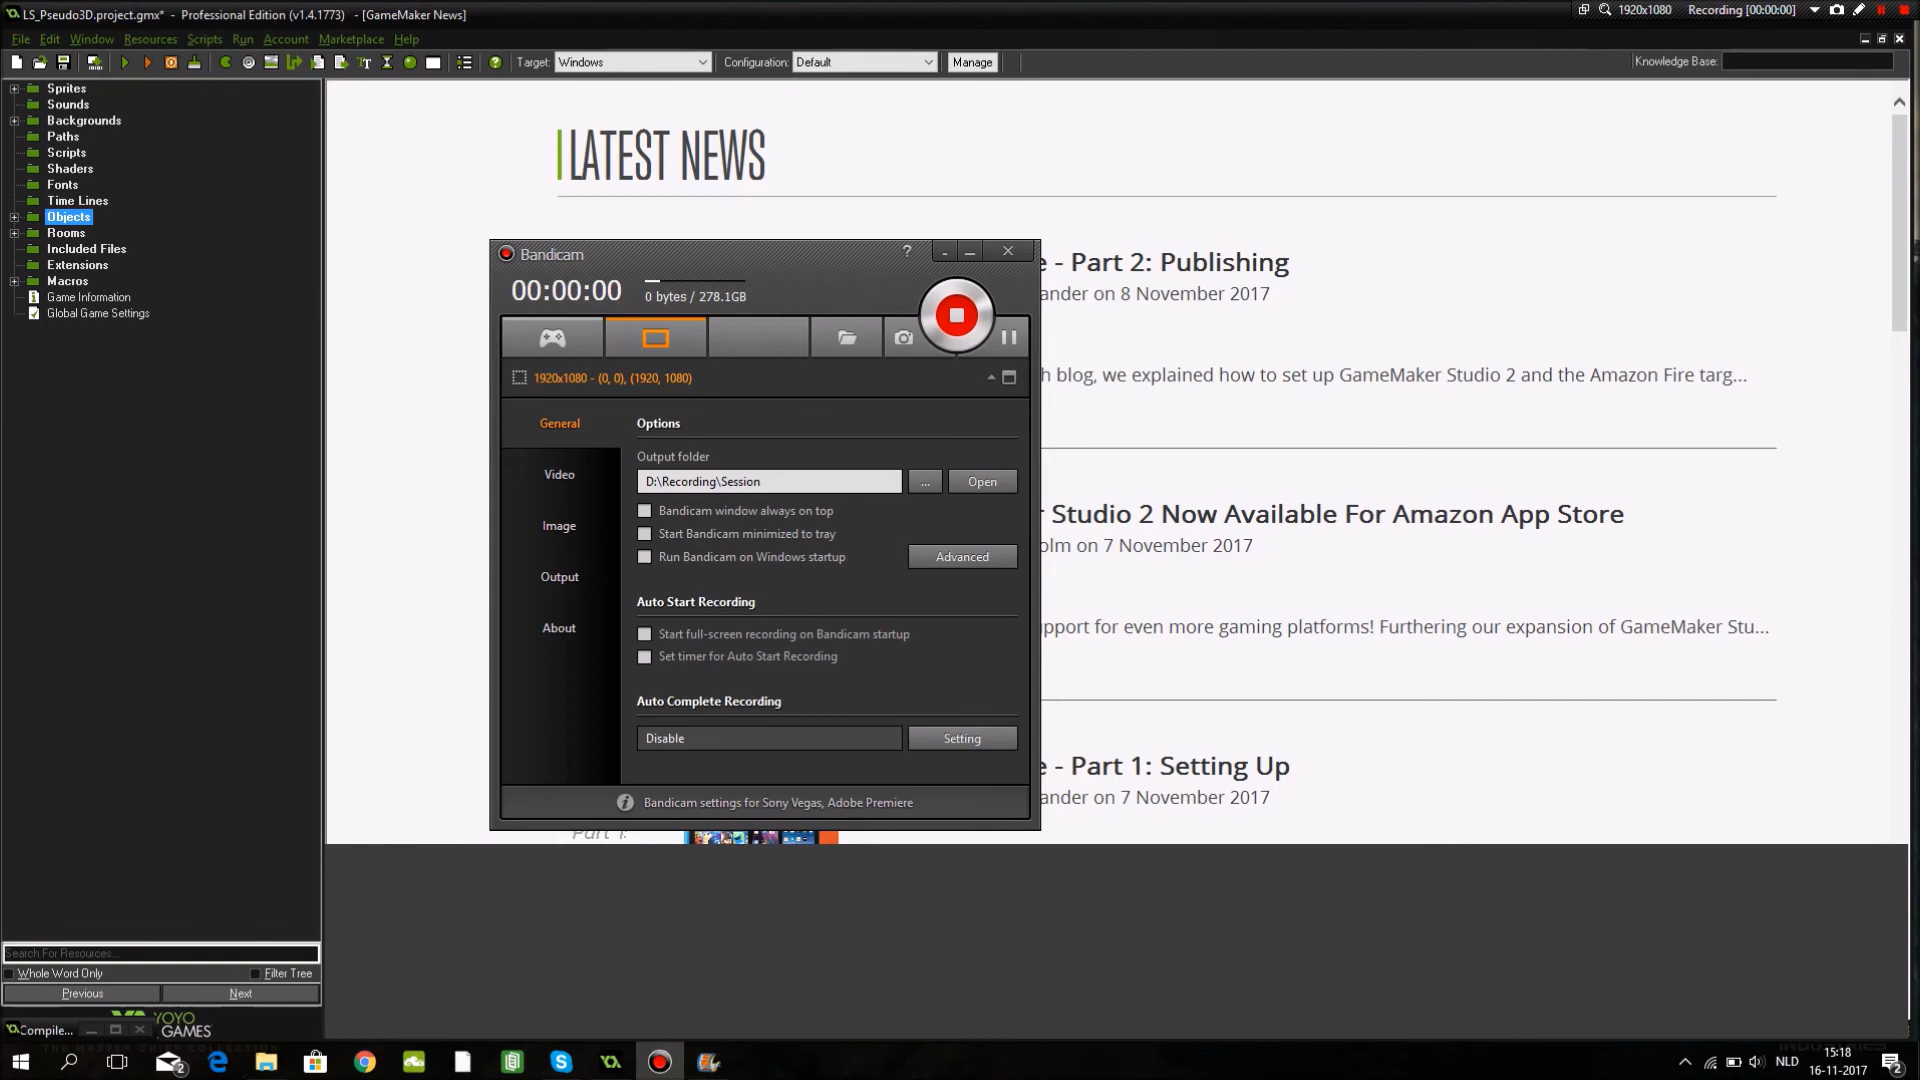 LS_Pseudo3D.project.gmx* - Professional Edition (v1.4.1773) - [GameMaker News]
1920x1080 Recording [00:00:00]
File Edit Window Resources Scripts Run Account Marketplace Help
Target: Windows Configuration: Default Manage Knowledge Base:
Sprites
Sounds
Backgrounds
Paths
Scripts
Shaders
Fonts
Time Lines
Objects
Rooms
Included Files
Extensions
Macros
Game Information
Global Game Settings
LATEST NEWS
e - Part 2: Publishing
ander on 8 November 2017
h blog, we explained how to set up GameMaker Studio 2 and the Amazon Fire targ...
r Studio 2 Now Available For Amazon App Store
olm on 7 November 2017
upport for even more gaming platforms! Furthering our expansion of GameMaker Stu...
e - Part 1: Setting Up
ander on 7 November 2017
Part 1:
Bandicam ?
00:00:00 0 bytes / 278.1GB
1920x1080 - (0, 0), (1920, 1080)
General
Video
Image
Output
About
Options
Output folder
D:\Recording\Session ... Open
Bandicam window always on top
Start Bandicam minimized to tray
Run Bandicam on Windows startup Advanced
Auto Start Recording
Start full-screen recording on Bandicam startup
Set timer for Auto Start Recording
Auto Complete Recording
Disable Setting
Bandicam settings for Sony Vegas, Adobe Premiere
Search For Resources...
Whole Word Only Filter Tree
Previous Next
YOYO
GAMES
Compile...
2
NLD
15:18
16-11-2017
2